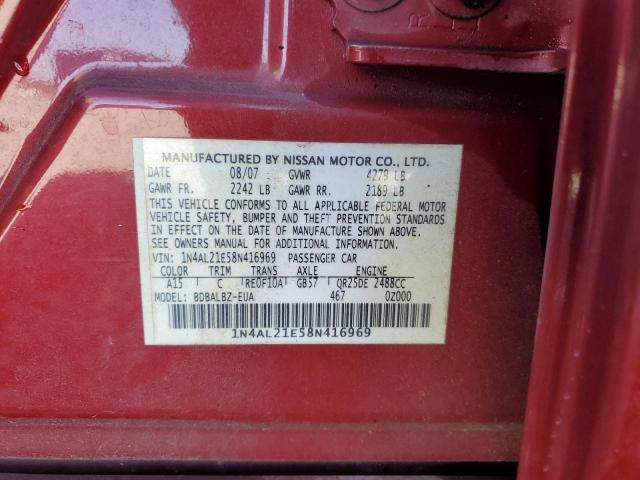 MANUFACTURED BY NISSAN MOTOR CO., LTD.
DATE 08/07 GVWR 4279 LB
GAWR FR. 2242 LB GAWR RR. 2189 LB
THIS VEHICLE CONFORMS TO ALL APPLICABLE FEDERAL MOTOR
VEHICLE SAFETY, BUMPER AND THEFT PREVENTION STANDARDS
IN EFFECT ON THE DATE OF MANUFACTURE SHOWN ABOVE.
SEE OWNERS MANUAL FOR ADDITIONAL INFORMATION
VIN: 1N4AL21E58N416969 PASSENGER CAR
COLOR TRIM TRANS AXLE ENGINE
A15 C RE0F10A GB57 QR25DE 2488CC
MODEL: BDBALBZ-EUA 467 0Z000
1N4AL21E58N416969